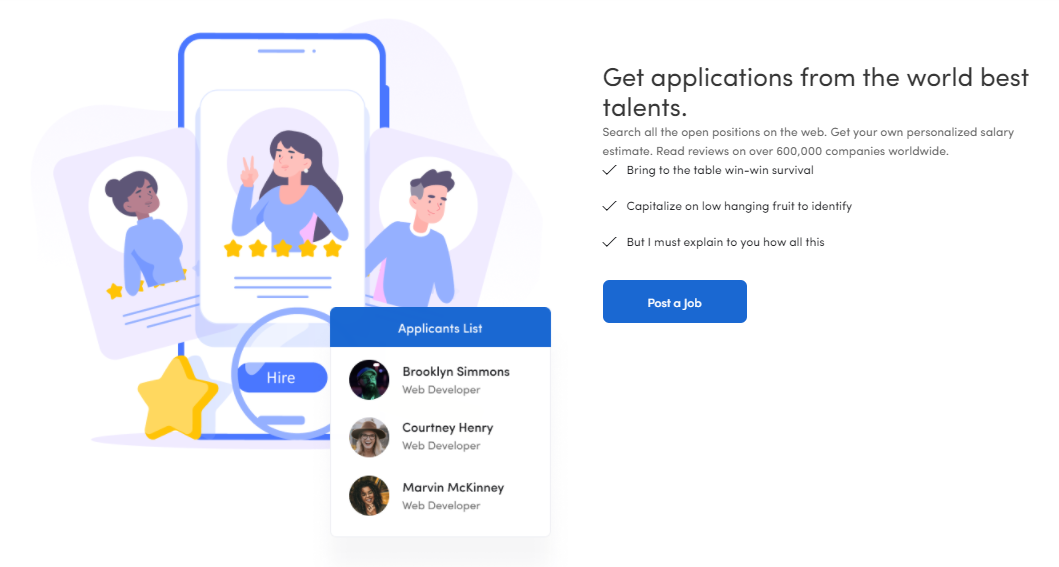 Get applications from the world best
talents.
Search all the open positions on the web. Get your own personalized salary
estimate. Read reviews on over 600,000 companies worldwide.
Bring to the table win-win survival
Capitalize on low hanging fruit to identify
But I must explain to you how all this
Post a Job
Hire
Applicants List
Brooklyn Simmons
Web Developer
Courtney Henry
Web Developer
Marvin McKinney
Web Developer